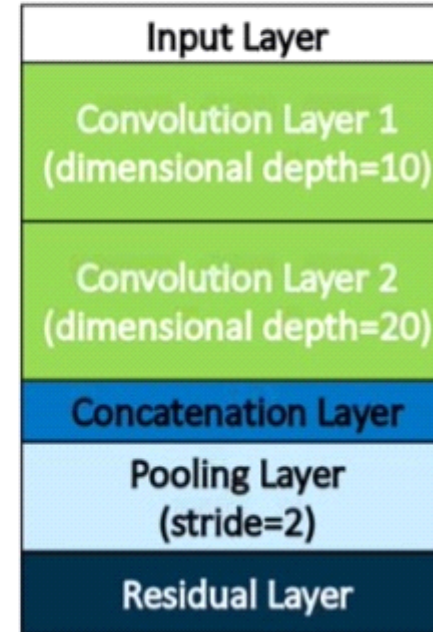 Input Layer
Convolution Layer 1
(dimensional depth=10)
Convolution Layer 2
(dimensional depth=20)
Concatenation Layer
Pooling Layer
(stride=2)
Residual Layer